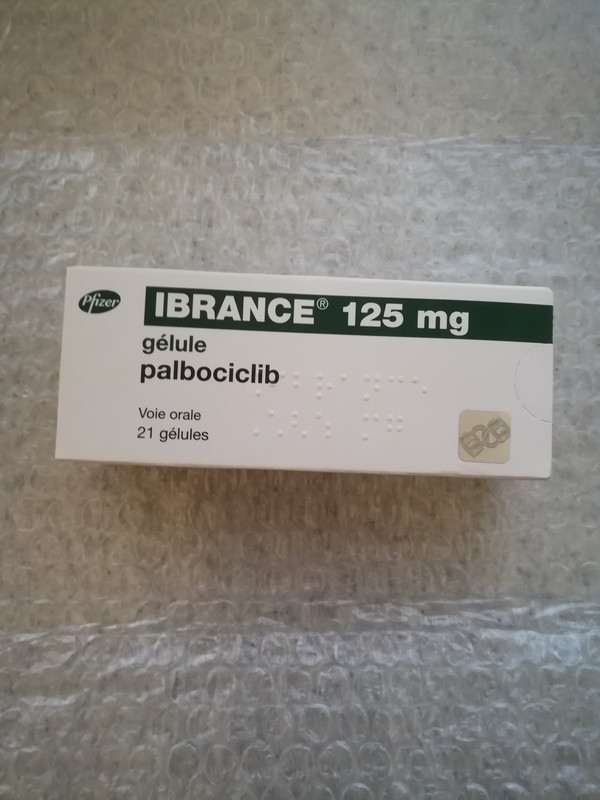 Pfizer
IBRANCE® 125 mg
gélule
palbociclib
Voie orale
21 gélules